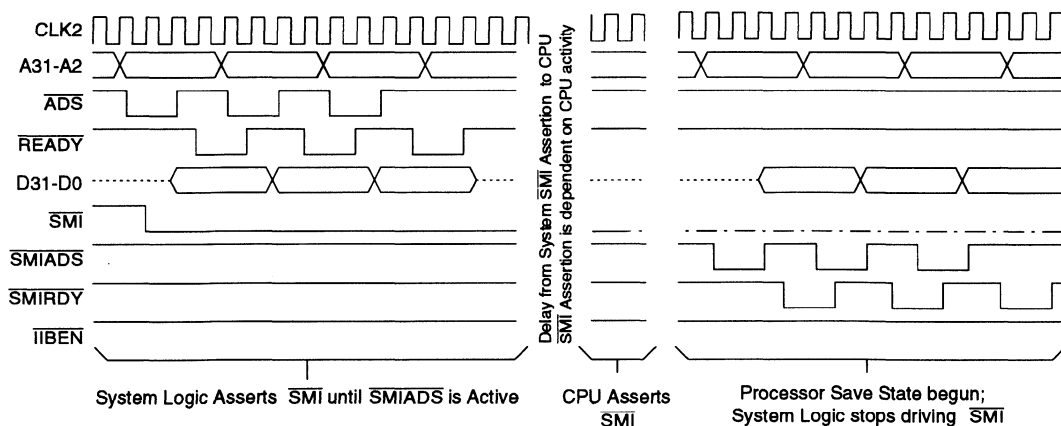 CLK2
A31-A2
ADS
READY
D31-D0
SMI
SMIADS
SMIRDY
IIBEN
Delay from System SMI Assertion to CPU
SMI Assertion is dependent on CPU activity
System Logic Asserts SMI until SMIADS is Active
CPU Asserts
SMI
Processor Save State begun;
System Logic stops driving SMI